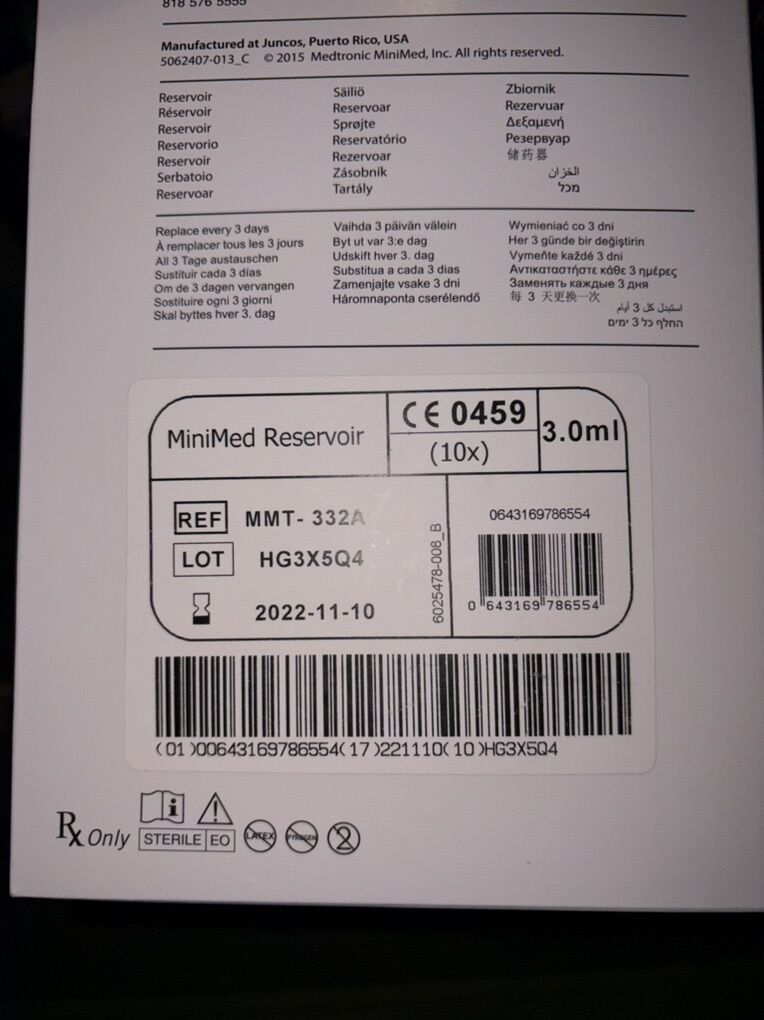 818 576 5555
Manufactured at Juncos, Puerto Rico, USA
5062407-013_C © 2015 Medtronic MiniMed, Inc. All rights reserved.
Reservoir
Réservoir
Reservoir
Reservorio
Reservoir
Serbatoio
Reservoar
Säiliö
Reservoar
Sprøjte
Reservatório
Rezervoar
Zásobník
Tartály
Zbiornik
Rezervuar
Δεξαμενή
Резервуар
储药器
الخزان
מכל
Replace every 3 days
À remplacer tous les 3 jours
All 3 Tage austauschen
Sustituir cada 3 días
Om de 3 dagen vervangen
Sostituire ogni 3 giorni
Skal byttes hver 3. dag
Vaihda 3 päivän välein
Byt ut var 3:e dag
Udskift hver 3. dag
Substitua a cada 3 dias
Zamenjajte vsake 3 dni
Háromnaponta cserélendő
Wymieniać co 3 dni
Her 3 günde bir değiştirin
Vymeňte každé 3 dni
Αντικαταστήστε κάθε 3 ημέρες
Заменять каждые 3 дня
每 3 天更换一次
استبدل كل 3 أيام
החלף כל 3 ימים
MiniMed Reservoir
CE 0459
(10x)
3.0ml
REF MMT- 332A
LOT HG3X5Q4
2022-11-10
6025478-008_B
0643169786554
0 643169 786554
(01)00643169786554(17)221110(10)HG3X5Q4
Rx Only
STERILE EO
LATEX
PYROGEN
2